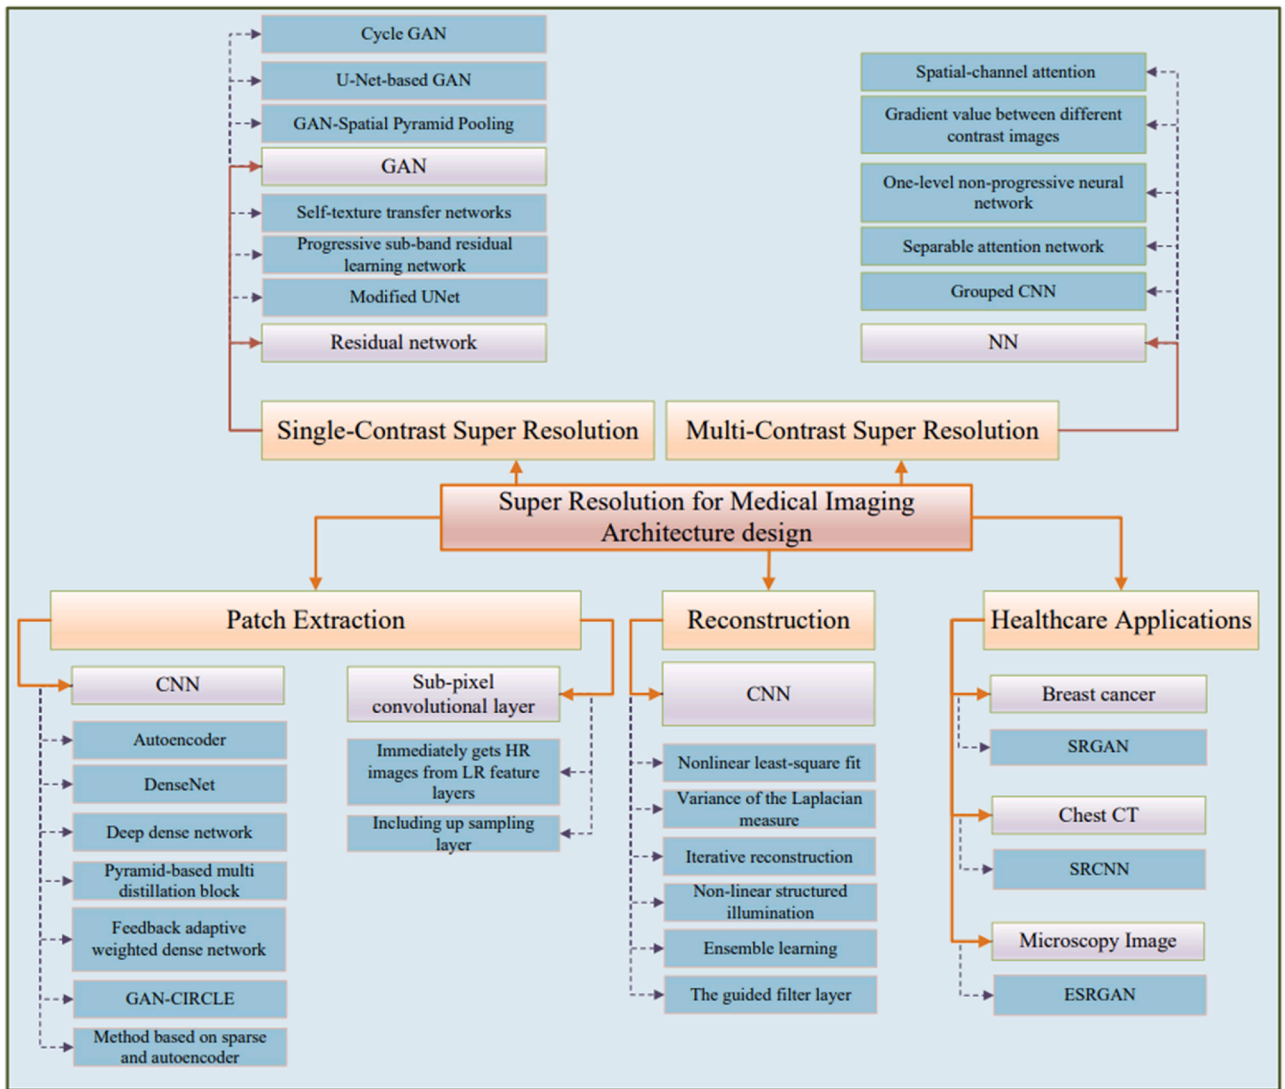 Cycle GAN
U-Net-based GAN
GAN-Spatial Pyramid Pooling
GAN
Self-texture transfer networks
Progressive sub-band residual
learning network
Modified UNet
Residual network
Spatial-channel attention
Gradient value between different
contrast images
One-level non-progressive neural
network
Separable attention network
Grouped CNN
NN
Single-Contrast Super Resolution
Multi-Contrast Super Resolution
Super Resolution for Medical Imaging
Architecture design
Patch Extraction
CNN
Autoencoder
DenseNet
Deep dense network
Pyramid-based multi
distillation block
Feedback adaptive
weighted dense network
GAN-CIRCLE
Method based on sparse
and autoencoder
Sub-pixel
convolutional layer
Immediately gets HR
images from LR feature
layers
Including up sampling
layer
Reconstruction
CNN
Nonlinear least-square fit
Variance of the Laplacian
measure
Iterative reconstruction
Non-linear structured
illumination
Ensemble learning
The guided filter layer
Healthcare Applications
Breast cancer
SRGAN
Chest CT
SRCNN
Microscopy Image
ESRGAN